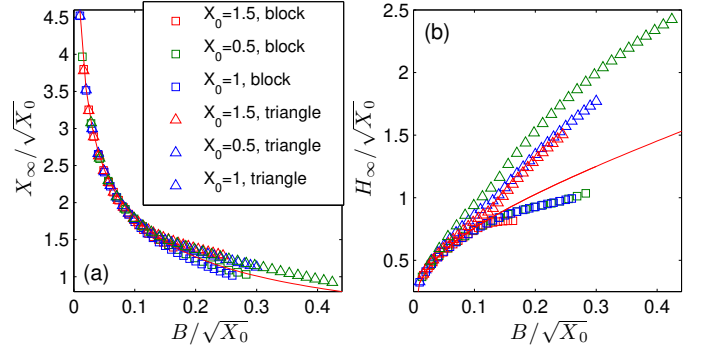 X₀=1.5, block
X₀=0.5, block
X₀=1, block
X₀=1.5, triangle
X₀=0.5, triangle
X₀=1, triangle
4.5
4
3.5
3
2.5
2
1.5
1
X∞/√X₀
(a)
0 0.1 0.2 0.3 0.4
B/√X₀
(b)
2.5
2
1.5
1
0.5
H∞/√X₀
0 0.1 0.2 0.3 0.4
B/√X₀